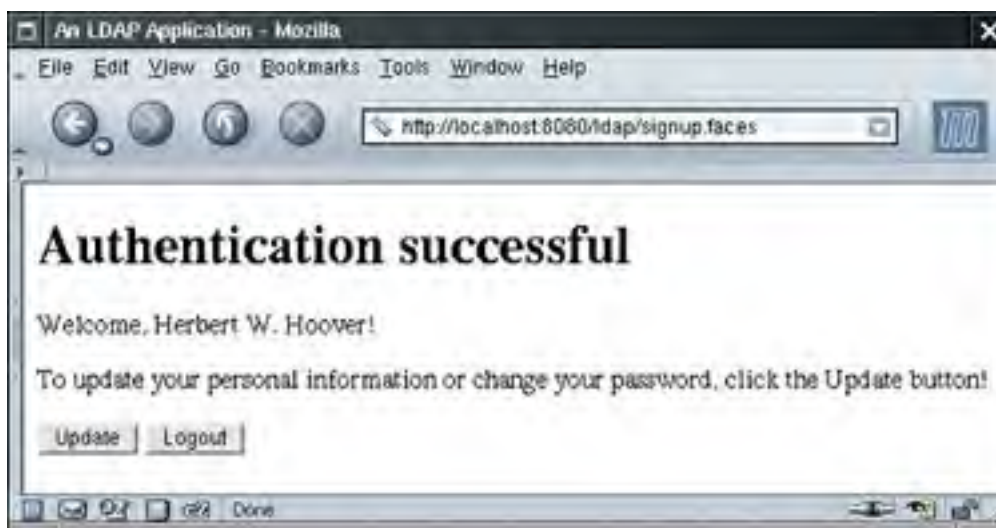 An LDAP Application - Mozilla
File Edit View Go Bookmarks Tools Window Help
http://localhost:8080/ldap/signup.faces
Authentication successful
Welcome, Herbert W. Hoover!
To update your personal information or change your password, click the Update button!
Update Logout
Done